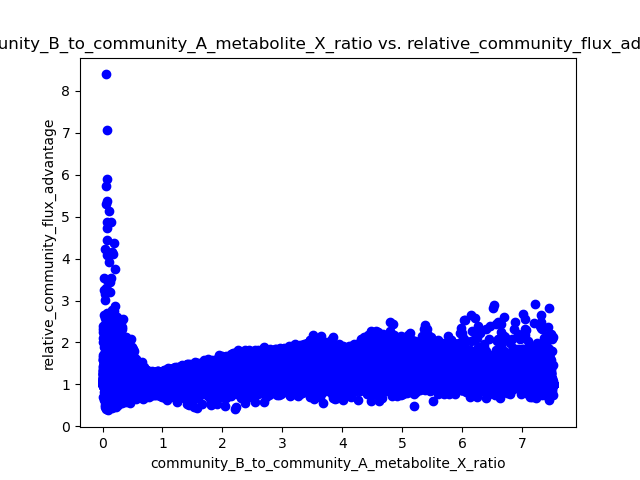 unity_B_to_community_A_metabolite_X_ratio vs. relative_community_flux_ad
8
7
6
5
4
3
2
1
0
relative_community_flux_advantage
0 1 2 3 4 5 6 7
community_B_to_community_A_metabolite_X_ratio